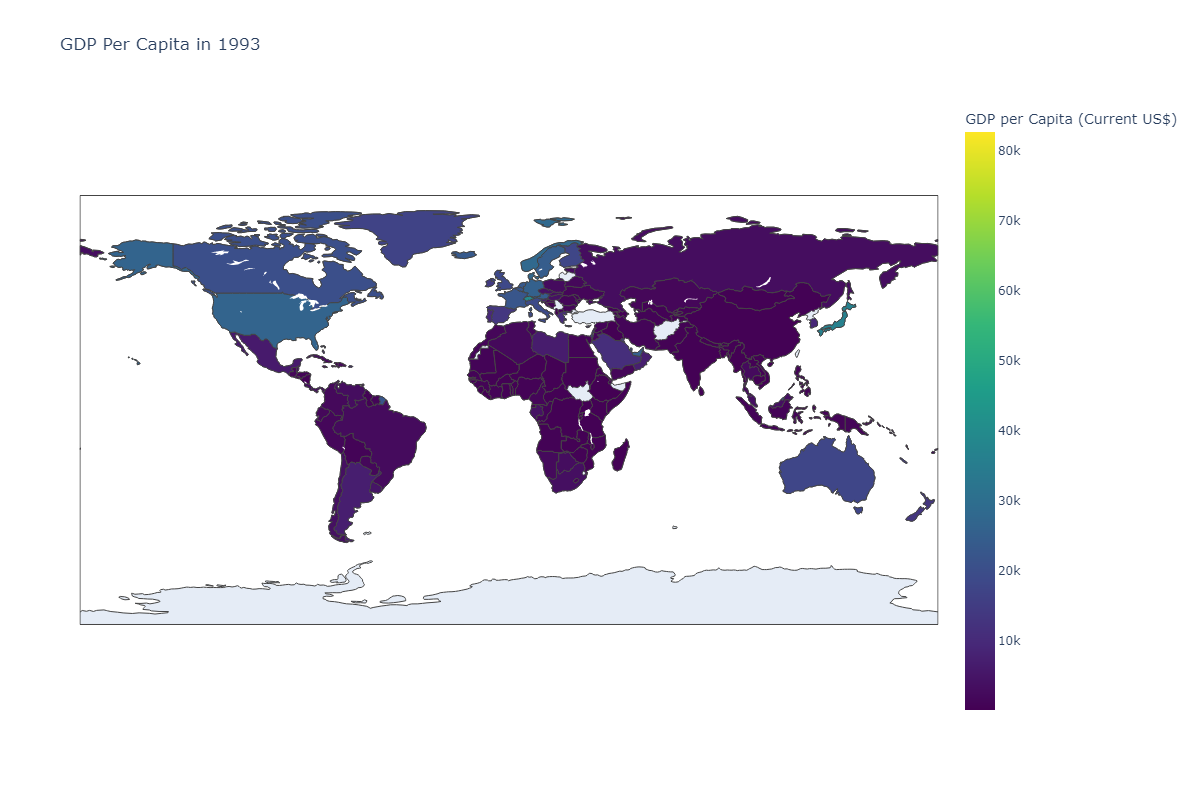 GDP Per Capita in 1993
GDP per Capita (Current US$)
80k
70k
60k
50k
40k
30k
20k
10k